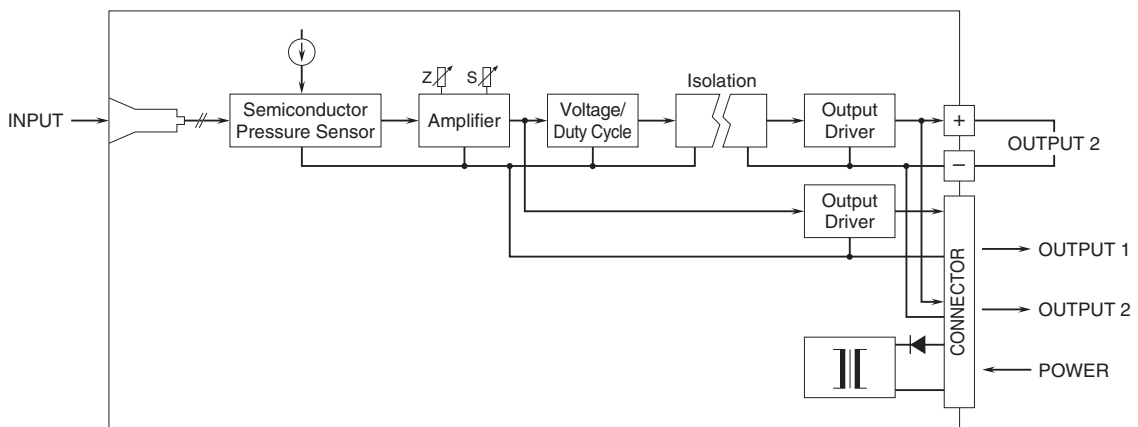 Isolation
Z
S
INPUT
Semiconductor
Pressure Sensor
Amplifier
Voltage/
Duty Cycle
Output
Driver
+
−
OUTPUT 2
Output
Driver
CONNECTOR
OUTPUT 1
OUTPUT 2
POWER